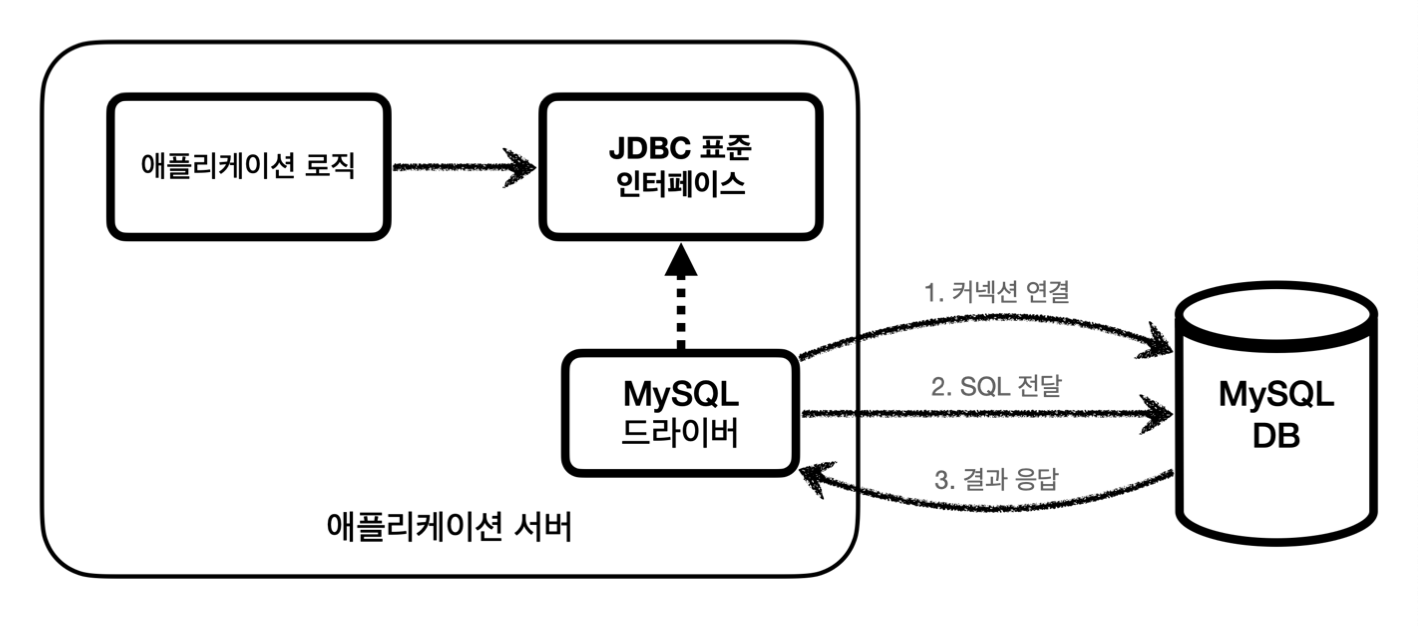 애플리케이션 로직
JDBC 표준
인터페이스
1. 커넥션 연결
MySQL
드라이버
2. SQL 전달
MySQL
DB
3. 결과 응답
애플리케이션 서버